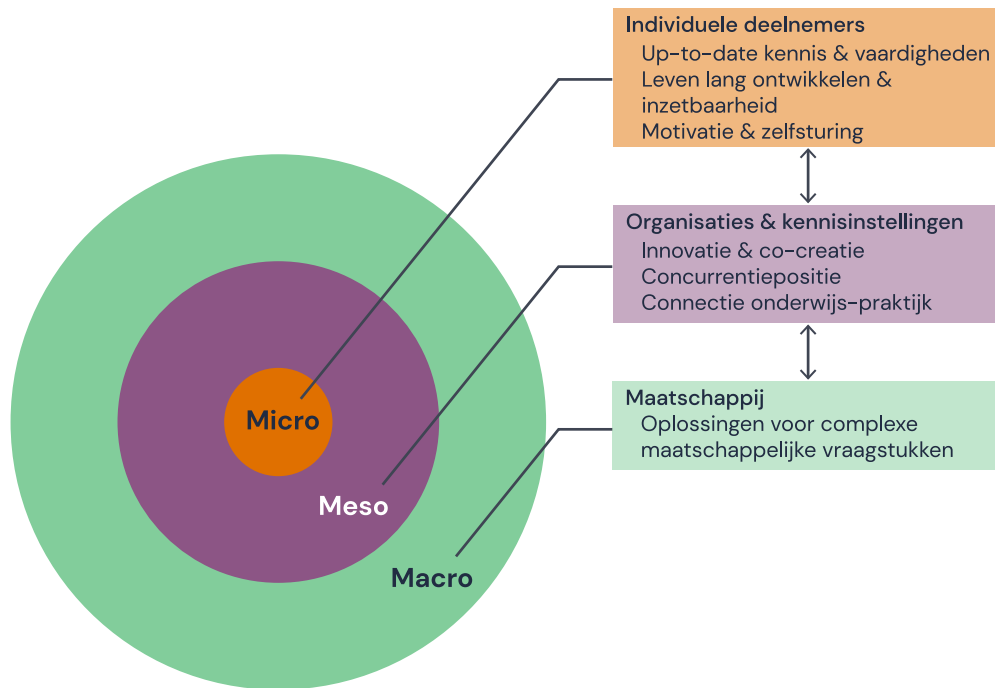 Individuele deelnemers
Up-to-date kennis & vaardigheden
Leven lang ontwikkelen &
inzetbaarheid
Motivatie & zelfsturing
Organisaties & kennisinstellingen
Innovatie & co-creatie
Concurrentiepositie
Connectie onderwijs-praktijk
Maatschappij
Oplossingen voor complexe
maatschappelijke vraagstukken
Micro
Meso
Macro